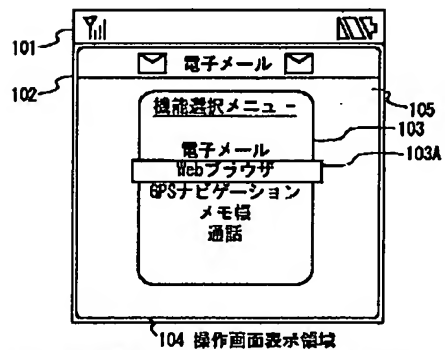 101
電子メール
102
105
機能選択メニュー
103
電子メール
103A
Webブラウザ
GPSナビゲーション
メモ帳
通話
104 操作画面表示領域